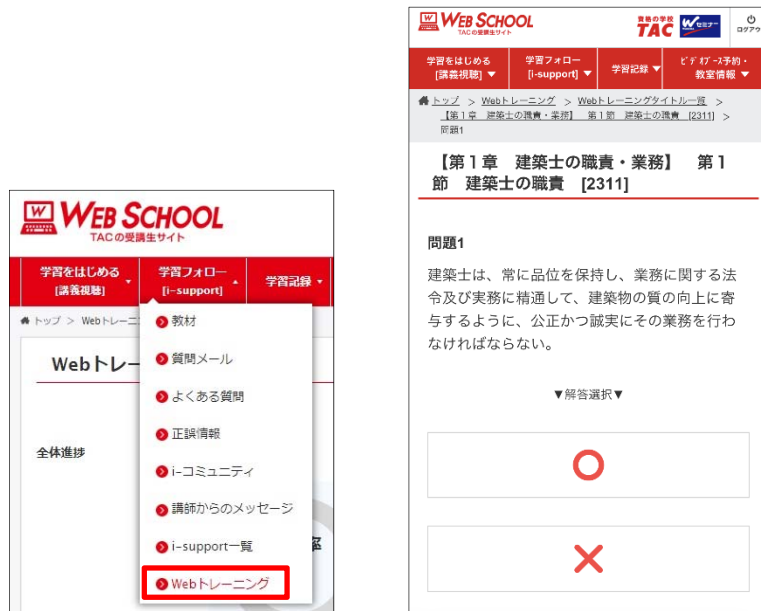 WEB SCHOOL
TACの受講生サイト
学習をはじめる
[講義視聴]
学習フォロー
[i-support]
学習記録
トップ > Webトレーニ
Webトレー
全体進捗
教材
質問メール
よくある質問
正誤情報
i-コミュニティ
講師からのメッセージ
i-support一覧
Webトレーニング
WEB SCHOOL
TACの受講生サイト
資格の学校
TAC
Wセミナー
ログアウ
学習をはじめる
[講義視聴] ▼
学習フォロー
[i-support] ▼
学習記録 ▼
ビデオブース予約・
教室情報 ▼
トップ > Webトレーニング > Webトレーニングタイトル一覧 >
【第1章 建築士の職責・業務】 第1節 建築士の職責 [2311] >
問題1
【第1章 建築士の職責・業務】 第1
節 建築士の職責 [2311]
問題1
建築士は、常に品位を保持し、業務に関する法
令及び実務に精通して、建築物の質の向上に寄
与するように、公正かつ誠実にその業務を行わ
なければならない。
▼解答選択▼